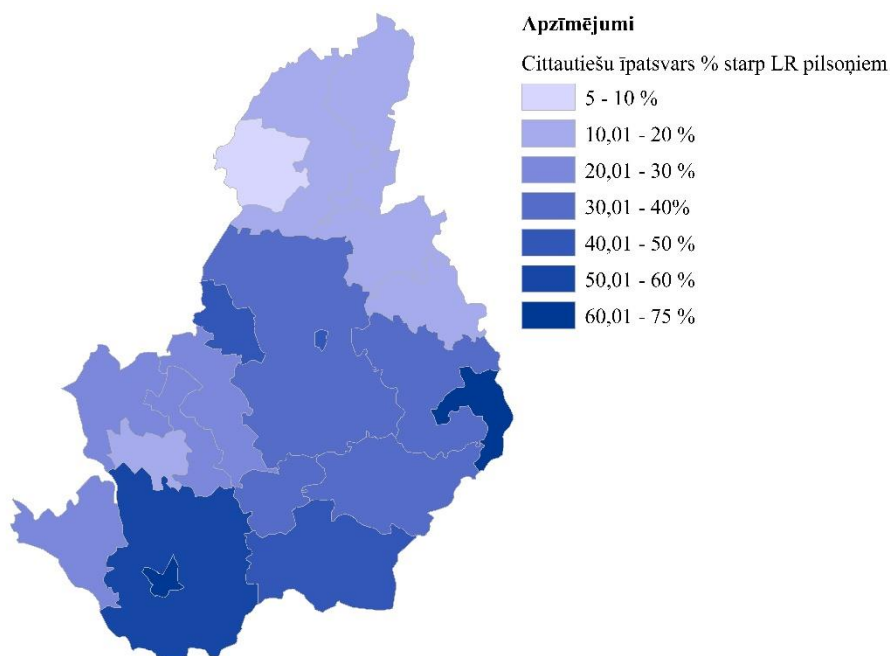 Apzīmējumi
Cittautiešu īpatsvars % starp LR pilsoņiem
5 - 10 %
10,01 - 20 %
20,01 - 30 %
30,01 - 40%
40,01 - 50 %
50,01 - 60 %
60,01 - 75 %